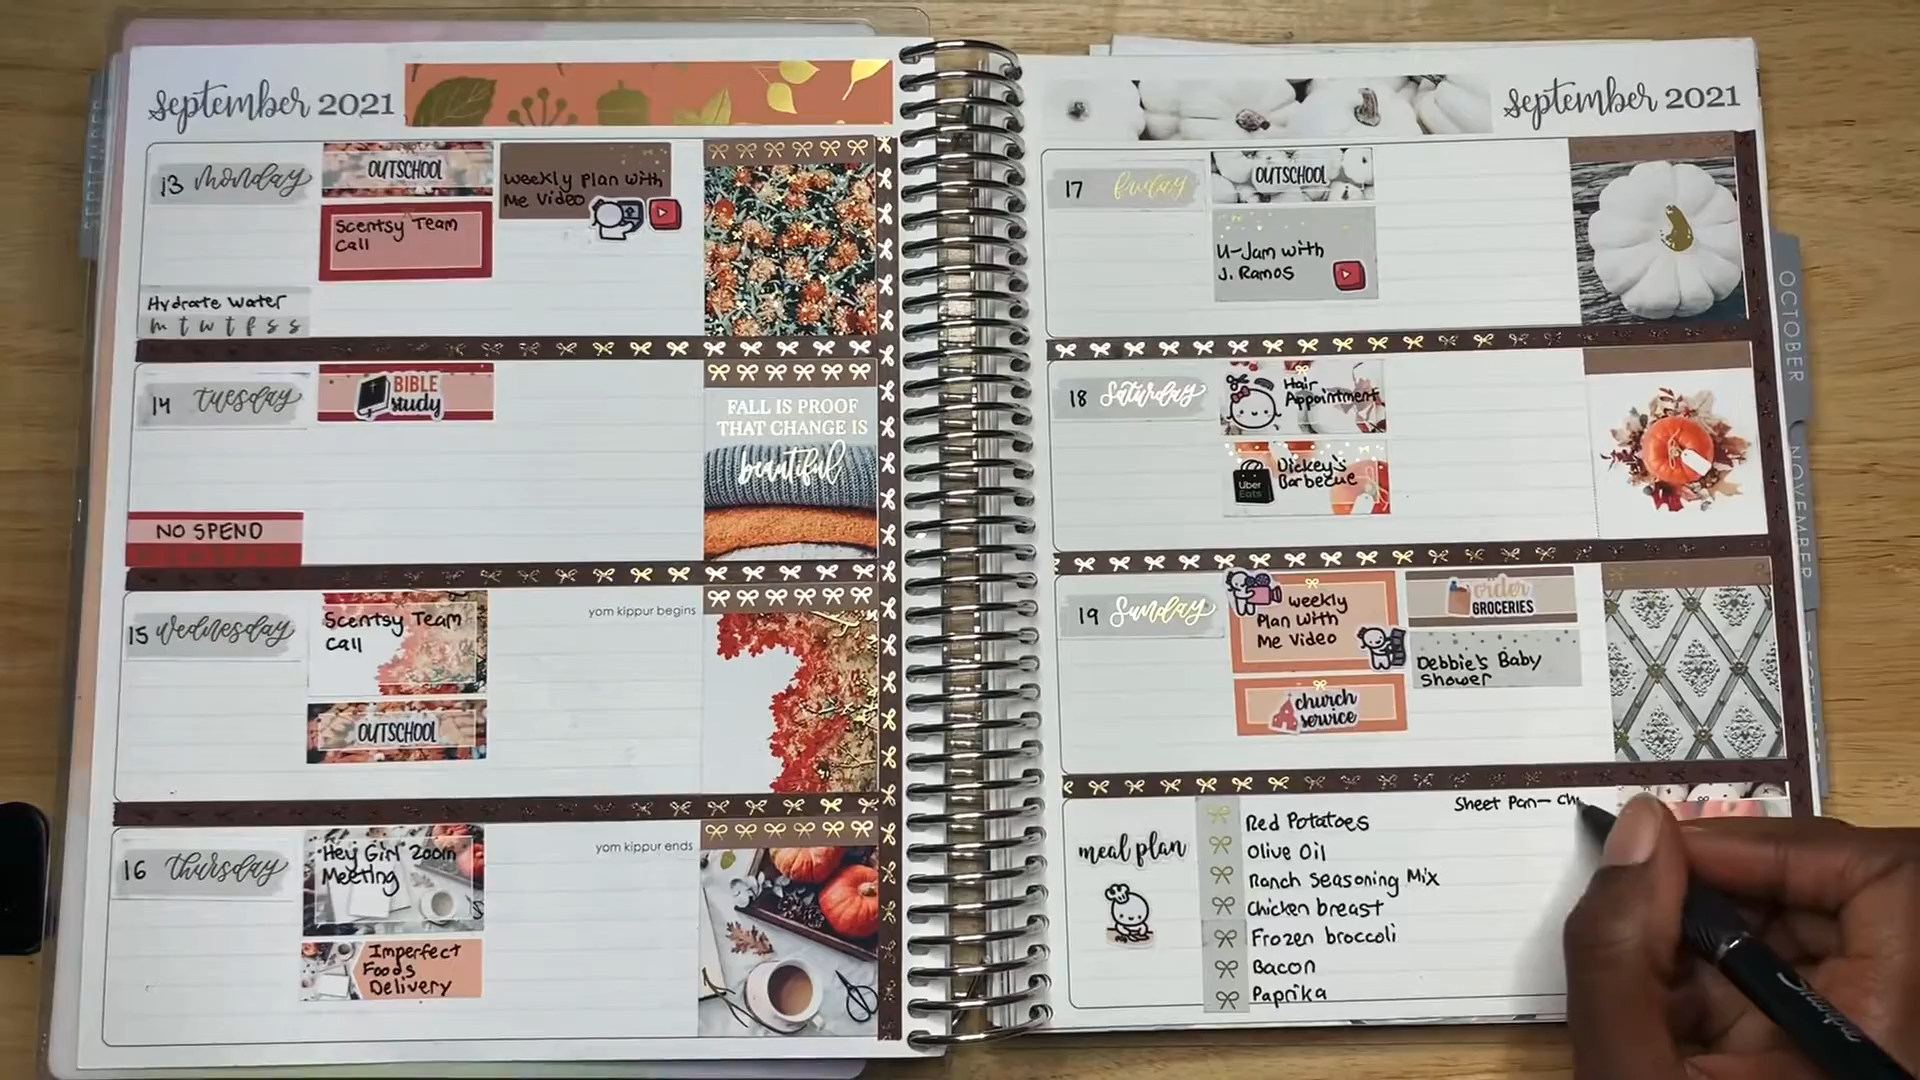 september 2021
13 monday
OUTSCHOOL
Scentsy Team
Call
Weekly Plan with
Me Video
Hydrate Water
m t w t f s s
14 tuesday
BIBLE
study
FALL IS PROOF
THAT CHANGE IS
beautiful
NO SPEND
15 wednesday
Scentsy Team
Call
OUTSCHOOL
yom kippur begins
16 thursday
Hey Girl Zoom
Meeting
Imperfect
Foods
Delivery
yom kippur ends
SEPTEMBER
september 2021
17 friday
OUTSCHOOL
U-Jam with
J. Ramos
18 Saturday
Hair
Appointment
Uber
Eats
Dickey's
Barbecue
19 Sunday
Weekly
Plan With
Me Video
church
service
order
GROCERIES
Debbie's Baby
Shower
meal plan
Red Potatoes
Olive Oil
Ranch Seasoning Mix
Chicken breast
Frozen broccoli
Bacon
Paprika
Sheet Pan-
OCTOBER
NOVEMBER
Sharpie